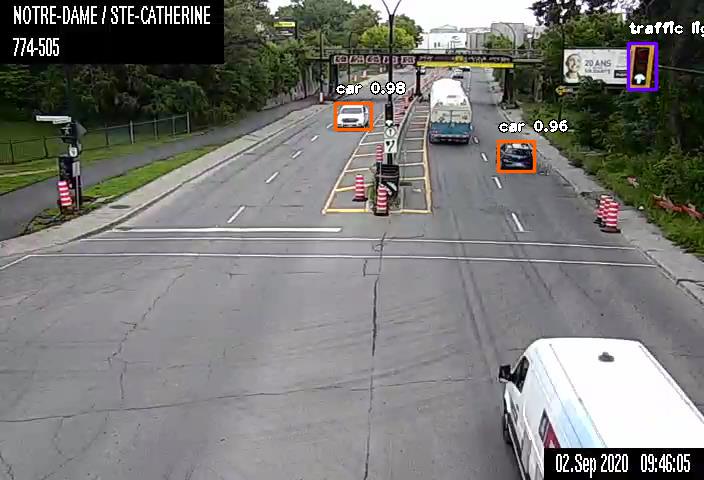 NOTRE-DAME / STE-CATHERINE
774-505
traffic lig
20 ANS
car 0.98
car 0.96
02.Sep 2020 09:46:05